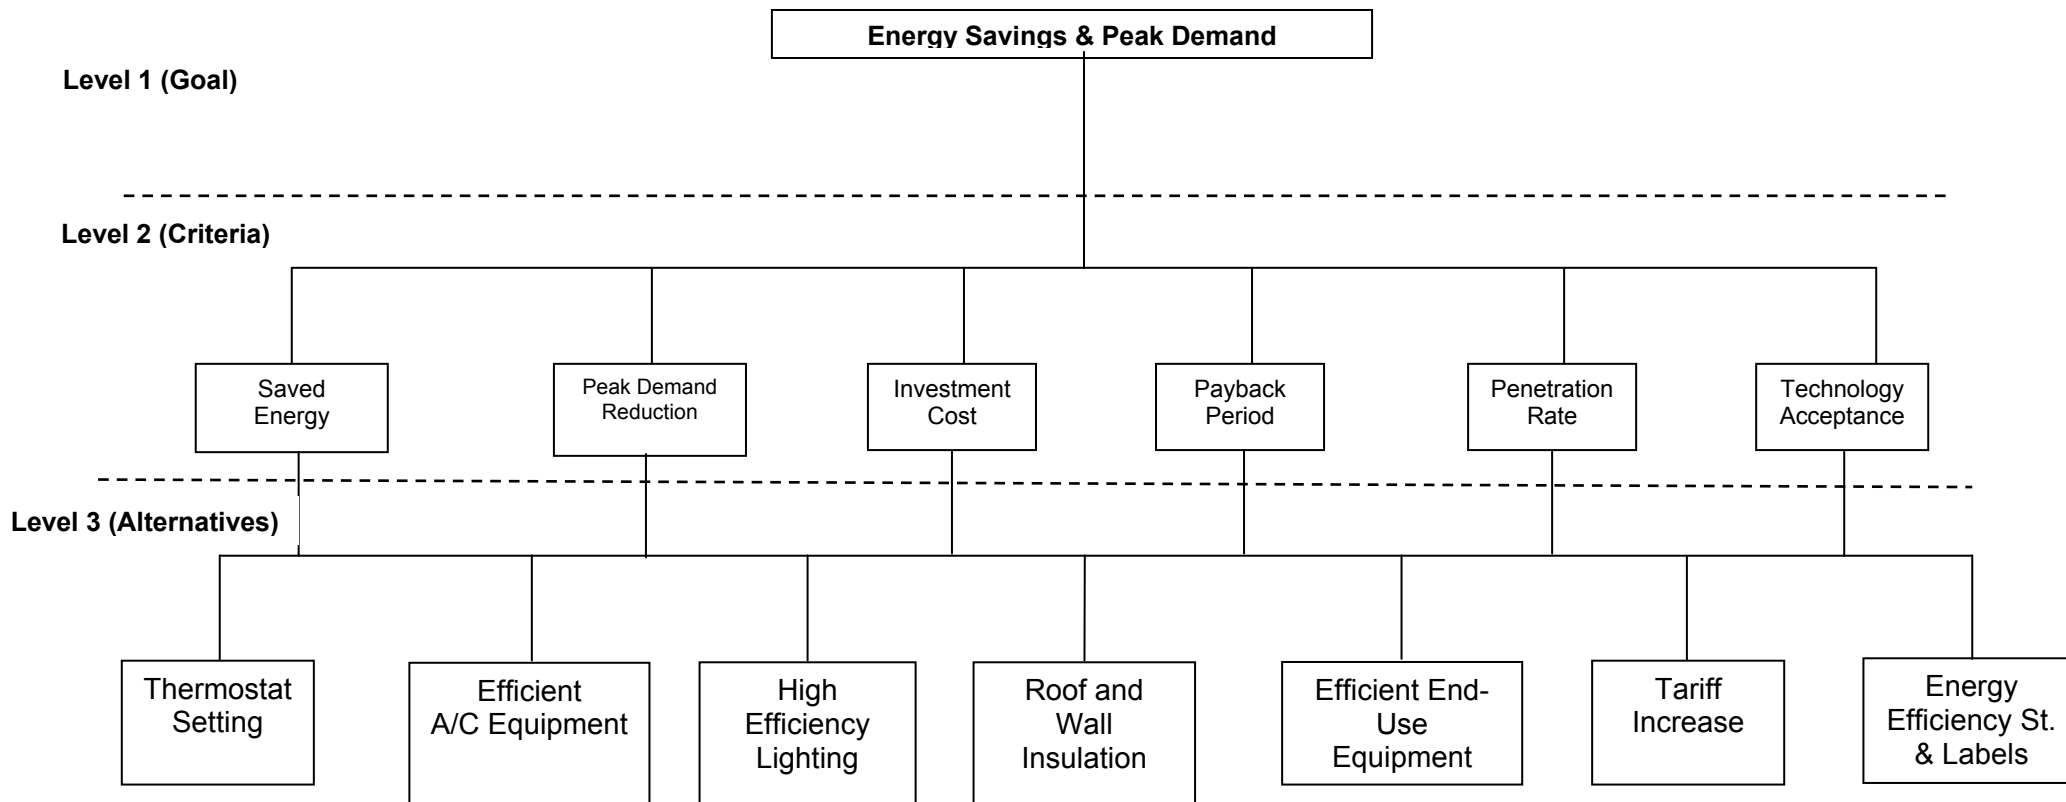 Energy Savings & Peak Demand
Level 1 (Goal)
Level 2 (Criteria)
Saved
Energy
Peak Demand
Reduction
Investment
Cost
Payback
Period
Penetration
Rate
Technology
Acceptance
Level 3 (Alternatives)
Thermostat
Setting
Efficient
A/C Equipment
High
Efficiency
Lighting
Roof and
Wall
Insulation
Efficient End-
Use
Equipment
Tariff
Increase
Energy
Efficiency St.
& Labels